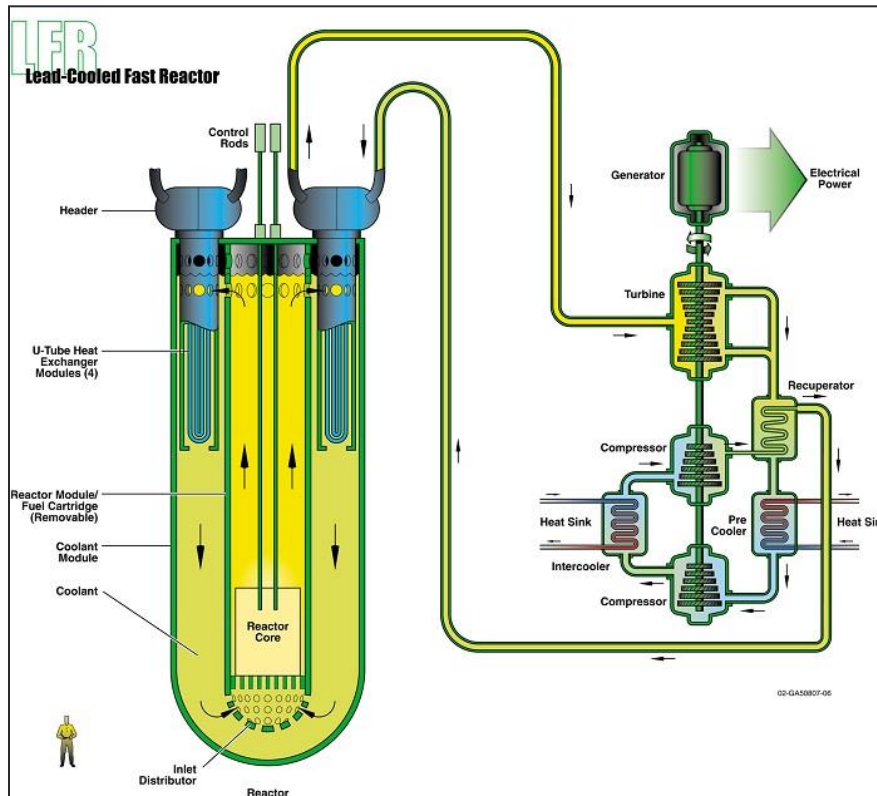 LFR
Lead-Cooled Fast Reactor
Control
Rods
Header
U-Tube Heat
Exchanger
Modules (4)
Reactor Module/
Fuel Cartridge
(Removable)
Coolant
Module
Coolant
Reactor
Core
Inlet
Distributor
Reactor
Generator
Electrical
Power
Turbine
Recuperator
Compressor
Heat Sink
Intercooler
Pre
Cooler
Heat Sin
Compressor
02-GA50807-06